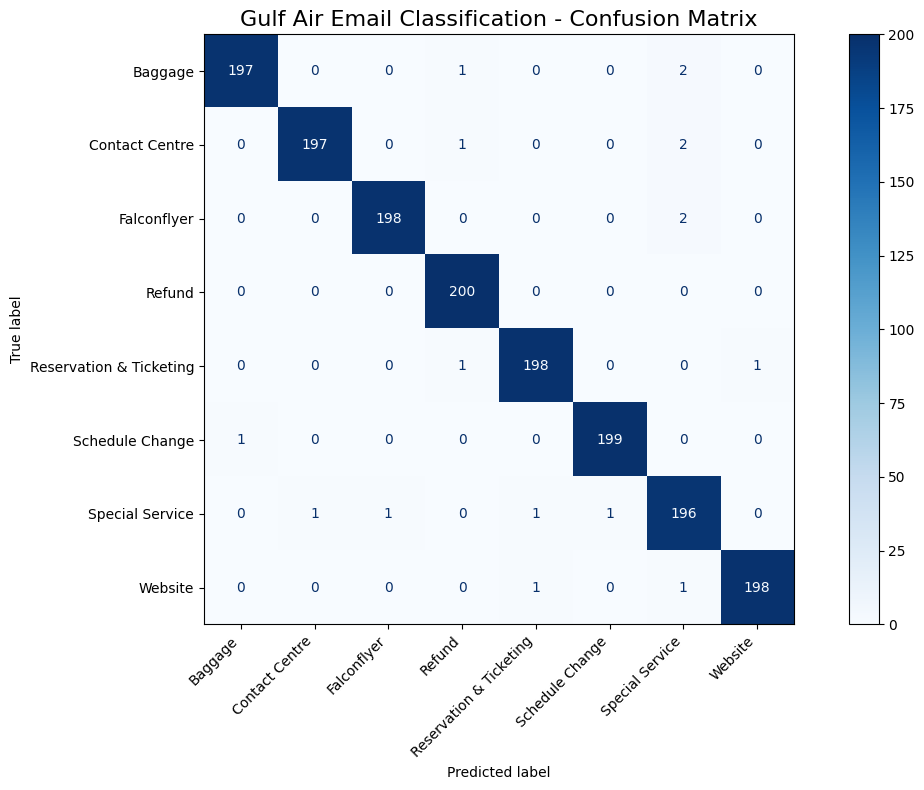 Gulf Air Email Classification - Confusion Matrix
Baggage 197 0 0 1 0 0 2 0
Contact Centre 0 197 0 1 0 0 2 0
Falconflyer 0 0 198 0 0 0 2 0
Refund 0 0 0 200 0 0 0 0
Reservation & Ticketing 0 0 0 1 198 0 0 1
Schedule Change 1 0 0 0 0 199 0 0
Special Service 0 1 1 0 1 1 196 0
Website 0 0 0 0 1 0 1 198
True label
Baggage
Contact Centre
Falconflyer
Refund
Reservation & Ticketing
Schedule Change
Special Service
Website
Predicted label
200
175
150
125
100
75
50
25
0